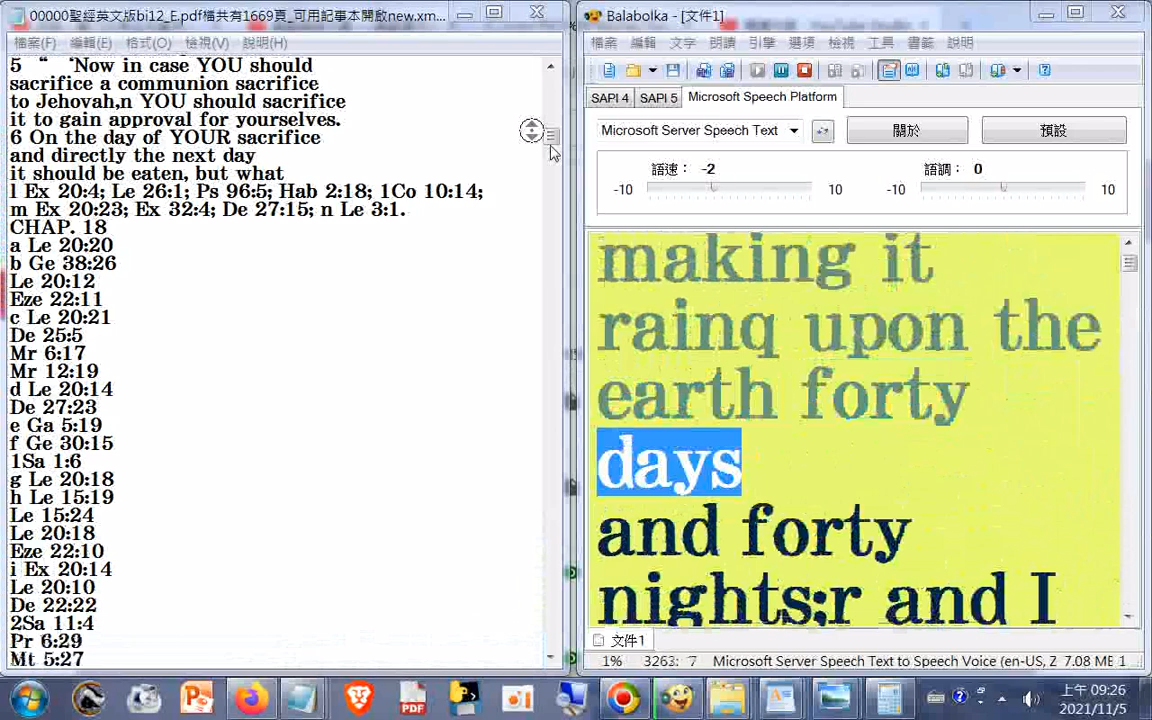 00000聖經英文版bi12_E.pdf檔共有1669頁_可用記事本開啟new.xm...
檔案(F) 編輯(E) 格式(O) 檢視(V) 說明(H)
5 “ ‘Now in case YOU should
sacrifice a communion sacrifice
to Jehovah,n YOU should sacrifice
it to gain approval for yourselves.
6 On the day of YOUR sacrifice
and directly the next day
it should be eaten, but what
l Ex 20:4; Le 26:1; Ps 96:5; Hab 2:18; 1Co 10:14;
m Ex 20:23; Ex 32:4; De 27:15; n Le 3:1.
CHAP. 18
a Le 20:20
b Ge 38:26
Le 20:12
Eze 22:11
c Le 20:21
De 25:5
Mr 6:17
Mr 12:19
d Le 20:14
De 27:23
e Ga 5:19
f Ge 30:15
1Sa 1:6
g Le 20:18
h Le 15:19
Le 15:24
Le 20:18
Eze 22:10
i Ex 20:14
Le 20:10
De 22:22
2Sa 11:4
Pr 6:29
Mt 5:27
Balabolka - [文件1]
檔案 編輯 文字 朗讀 引擎 選項 檢視 工具 書籤 說明
SAPI 4 SAPI 5 Microsoft Speech Platform
Microsoft Server Speech Text 關於 預設
語速： -2 語調： 0
-10 10 -10 10
making it
rainq upon the
earth forty
days
and forty
nights;r and I
文件1
1% 3263: 7 Microsoft Server Speech Text to Speech Voice (en-US, Z 7.08 MB 1
上午 09:26
2021/11/5